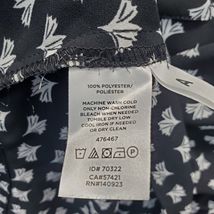 100% POLYESTER/
POLIÉSTER
MACHINE WASH COLD
ONLY NON-CHLORINE
BLEACH WHEN NEEDED
TUMBLE DRY LOW
COOL IRON IF NEEDED
OR DRY CLEAN
476467
ID# 70322
CA#57421
RN#140923
A